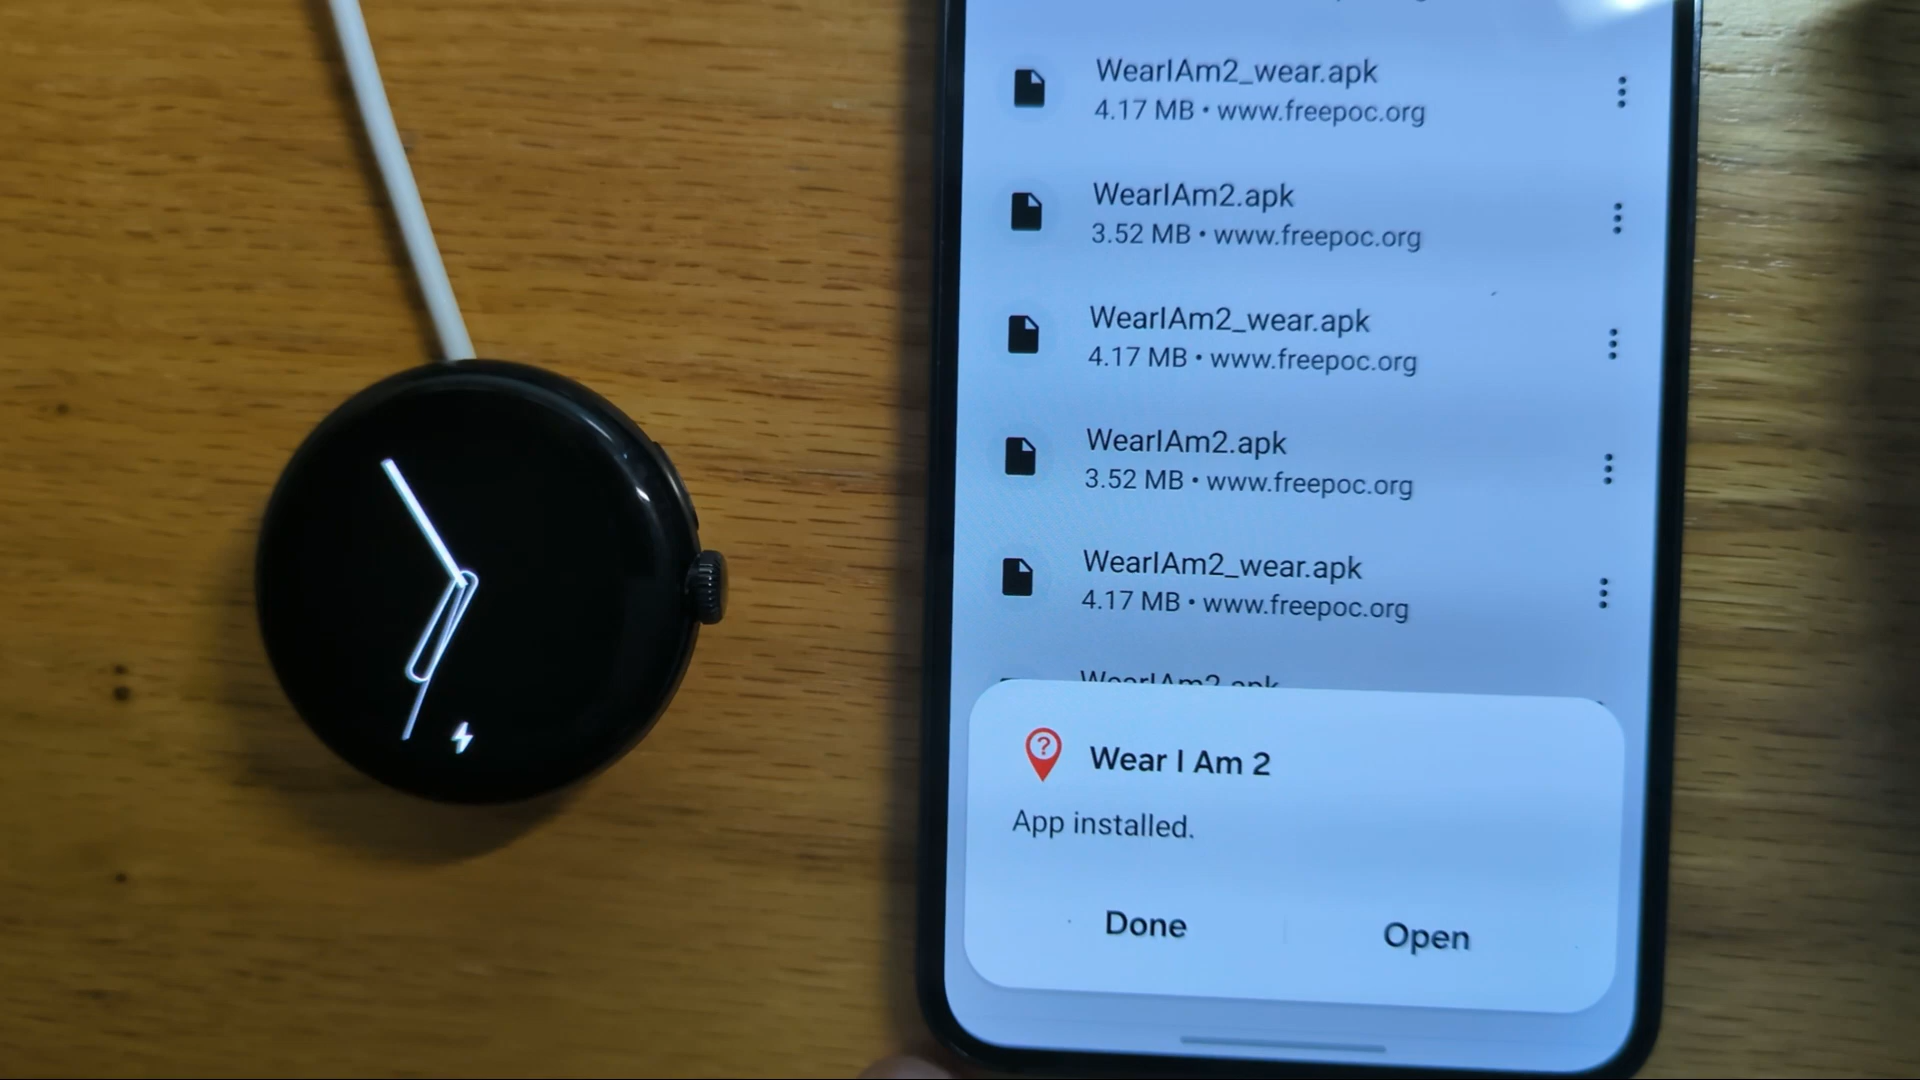 WearIAm2_wear.apk
4.17 MB • www.freepoc.org
WearIAm2.apk
3.52 MB • www.freepoc.org
WearIAm2_wear.apk
4.17 MB • www.freepoc.org
WearIAm2.apk
3.52 MB • www.freepoc.org
WearIAm2_wear.apk
4.17 MB • www.freepoc.org
WearIAm2.apk
?
Wear I Am 2
App installed.
Done
Open